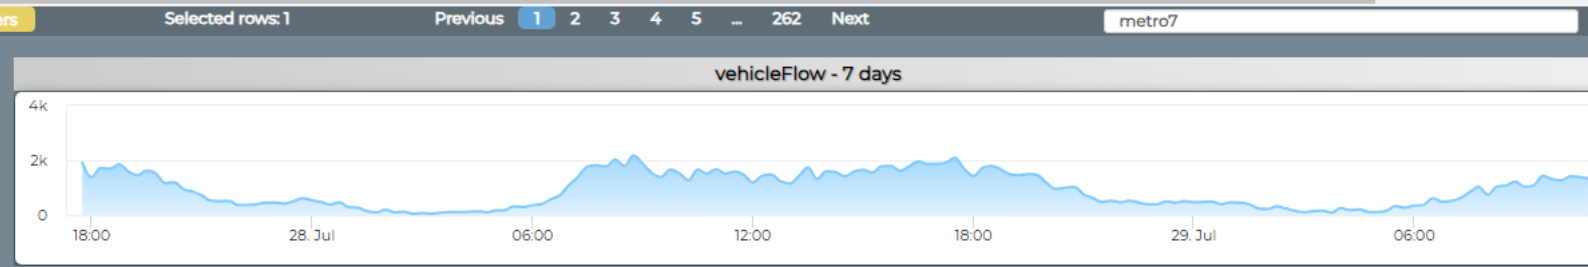 ers Selected rows: 1 Previous 1 2 3 4 5 ... 262 Next metro7
vehicleFlow - 7 days
4k
2k
0
18:00 28. Jul 06:00 12:00 18:00 29. Jul 06:00